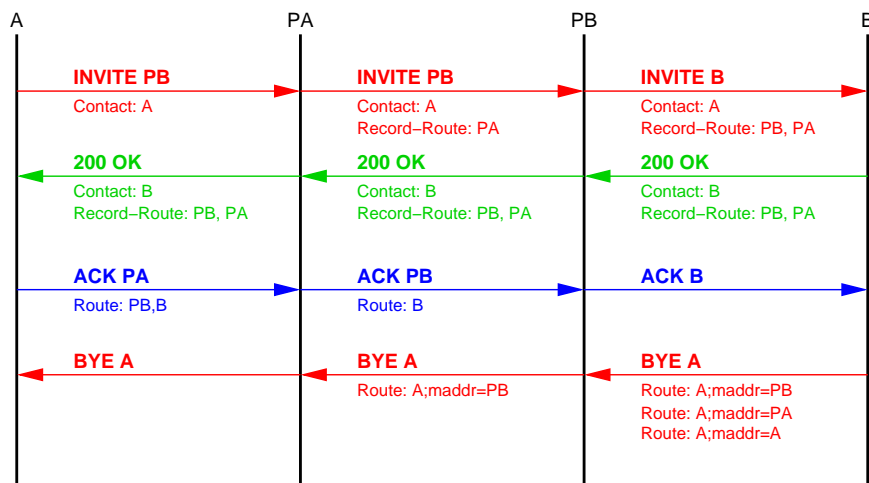 A PA PB B
INVITE PB INVITE PB INVITE B
Contact: A Contact: A Contact: A
Record−Route: PA Record−Route: PB, PA
200 OK 200 OK 200 OK
Contact: B Contact: B Contact: B
Record−Route: PB, PA Record−Route: PB, PA Record−Route: PB, PA
ACK PA ACK PB ACK B
Route: PB,B Route: B
BYE A BYE A BYE A
Route: A;maddr=PB Route: A;maddr=PB
Route: A;maddr=PA
Route: A;maddr=A